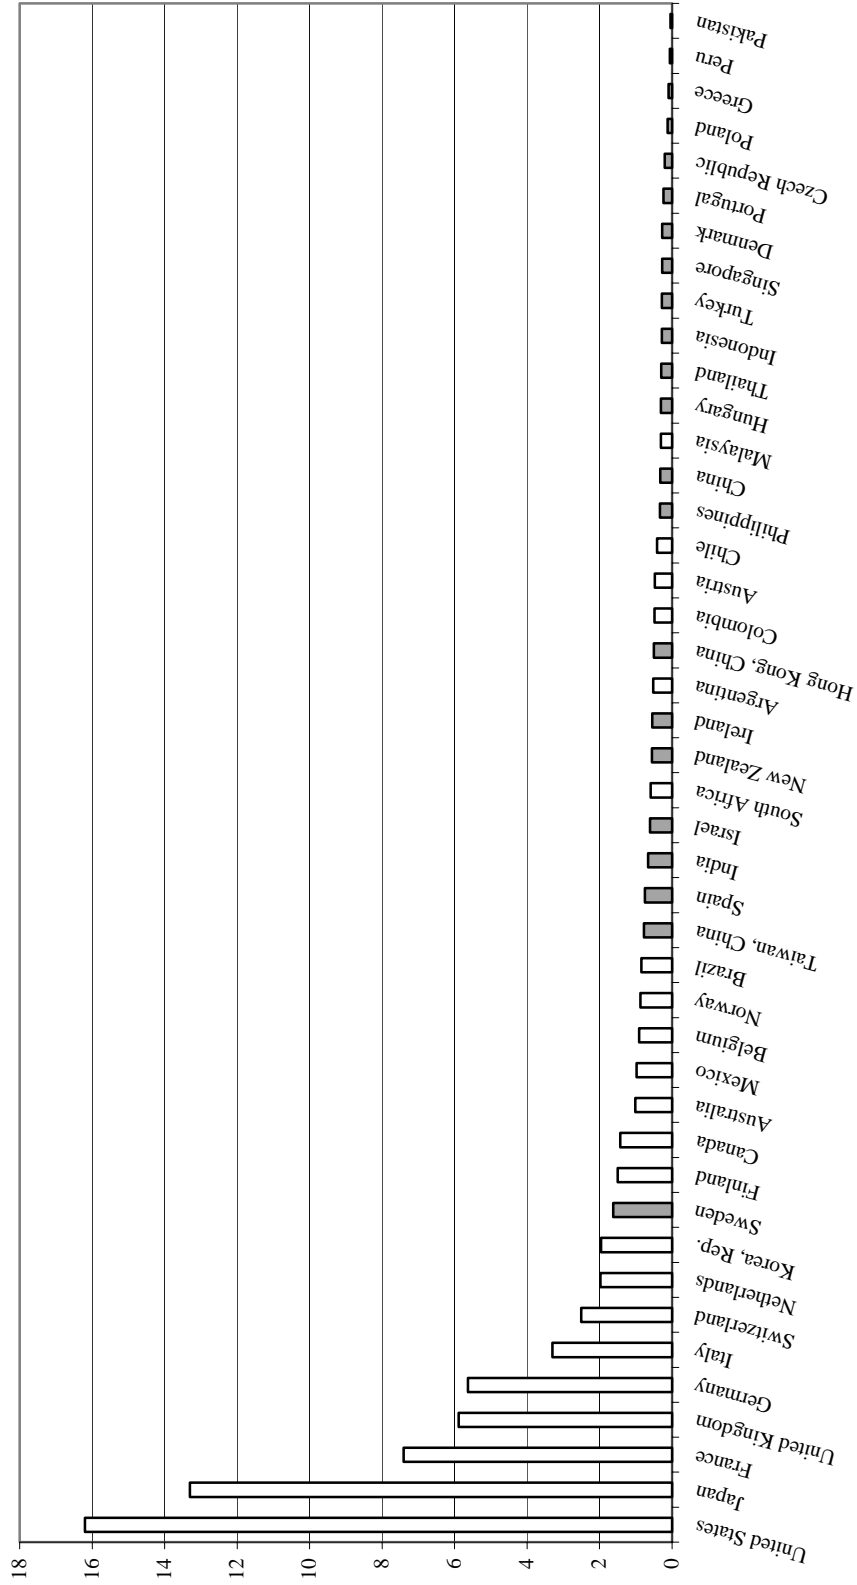 18
16
14
12
10
8
6
4
2
0
United States
Japan
France
United Kingdom
Germany
Italy
Switzerland
Netherlands
Korea, Rep.
Sweden
Finland
Canada
Australia
Mexico
Belgium
Norway
Brazil
Taiwan, China
Spain
India
Israel
South Africa
New Zealand
Ireland
Argentina
Hong Kong, China
Colombia
Austria
Chile
Philippines
China
Malaysia
Hungary
Thailand
Indonesia
Turkey
Singapore
Denmark
Portugal
Czech Republic
Poland
Greece
Peru
Pakistan